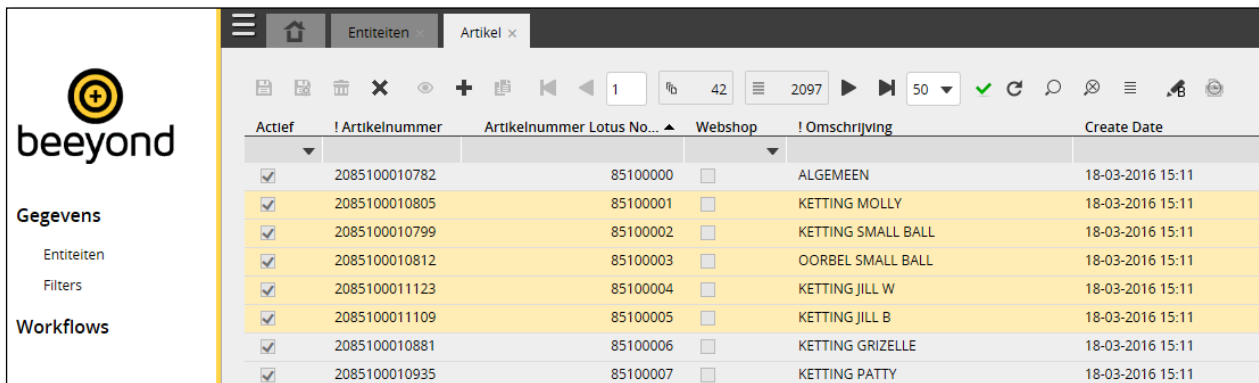 Entiteiten ×
Artikel ×
beeyond
Gegevens
Entiteiten
Filters
Workflows
1 42 2097 50
Actief ! Artikelnummer Artikelnummer Lotus No... Webshop ! Omschrijving Create Date
2085100010782 85100000 ALGEMEEN 18-03-2016 15:11
2085100010805 85100001 KETTING MOLLY 18-03-2016 15:11
2085100010799 85100002 KETTING SMALL BALL 18-03-2016 15:11
2085100010812 85100003 OORBEL SMALL BALL 18-03-2016 15:11
2085100011123 85100004 KETTING JILL W 18-03-2016 15:11
2085100011109 85100005 KETTING JILL B 18-03-2016 15:11
2085100010881 85100006 KETTING GRIZELLE 18-03-2016 15:11
2085100010935 85100007 KETTING PATTY 18-03-2016 15:11